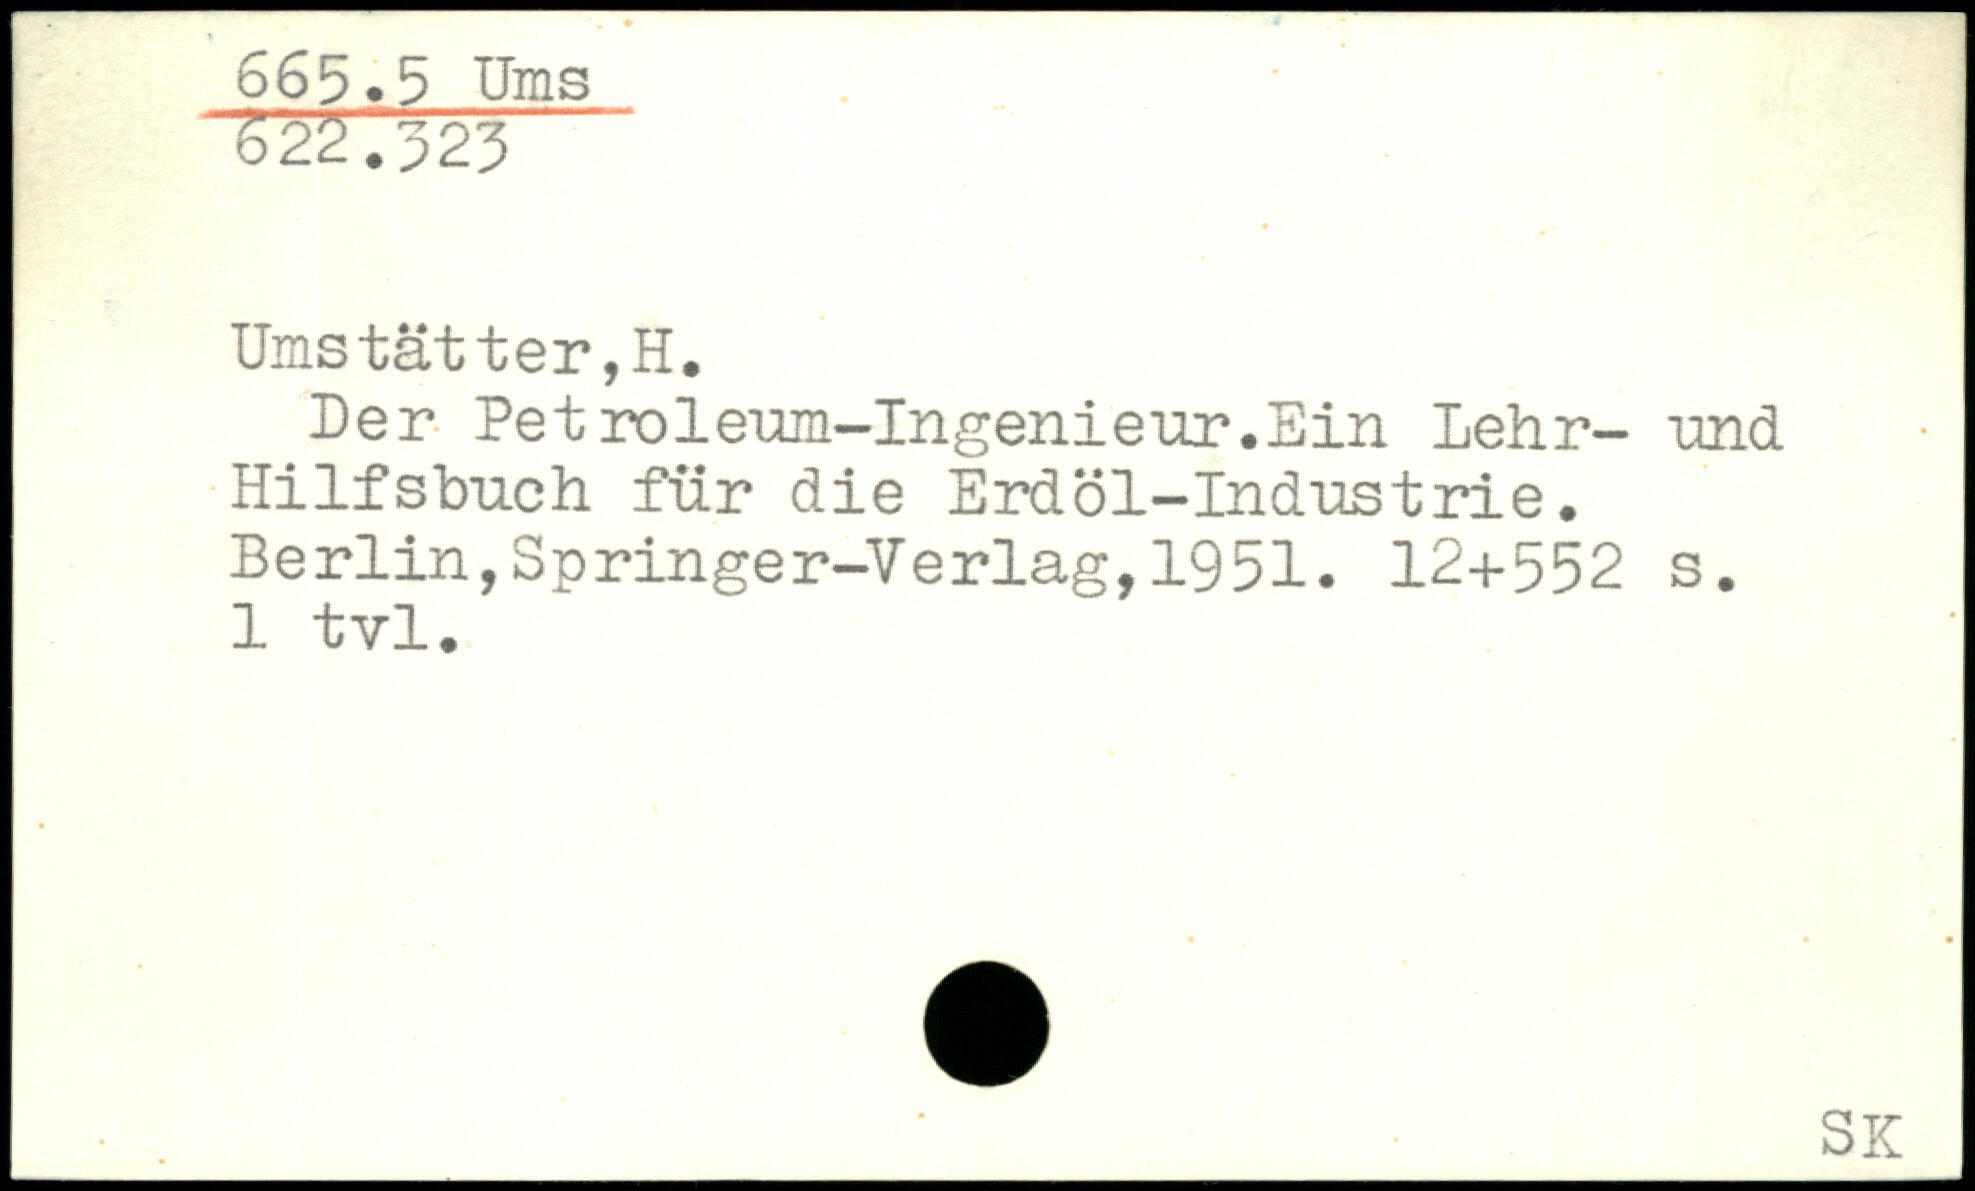 665.5 Ums
622.323
Umstätter,H.
Der Petroleum-Ingenieur.Ein Lehr- und
Hilfsbuch für die Erdöl-Industrie.
Berlin,Springer-Verlag,1951. 12+552 s.
1 tvl.
SK